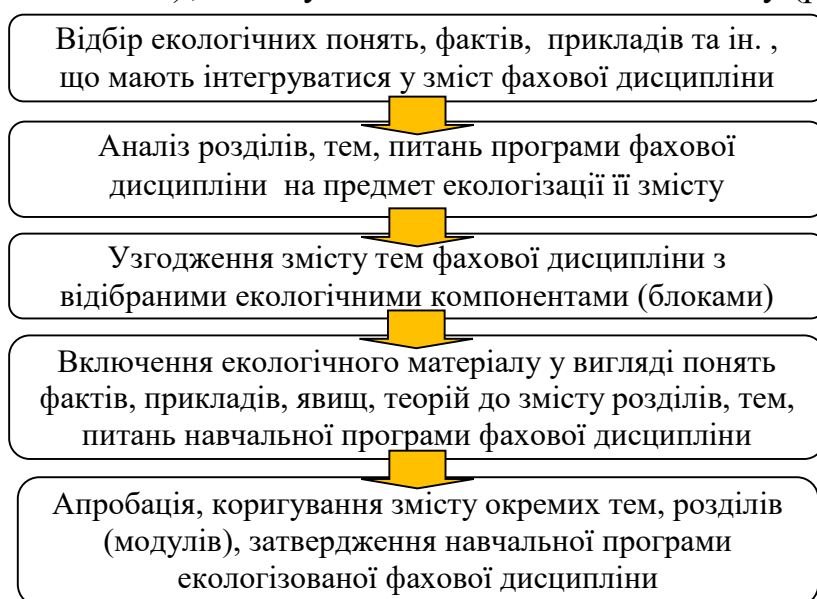 Відбір екологічних понять, фактів, прикладів та ін. ,
що мають інтегруватися у зміст фахової дисципліни
Аналіз розділів, тем, питань програми фахової
дисципліни на предмет екологізації її змісту
Узгодження змісту тем фахової дисципліни з
відібраними екологічними компонентами (блоками)
Включення екологічного матеріалу у вигляді понять
фактів, прикладів, явищ, теорій до змісту розділів, тем,
питань навчальної програми фахової дисципліни
Апробація, коригування змісту окремих тем, розділів
(модулів), затвердження навчальної програми
екологізованої фахової дисципліни